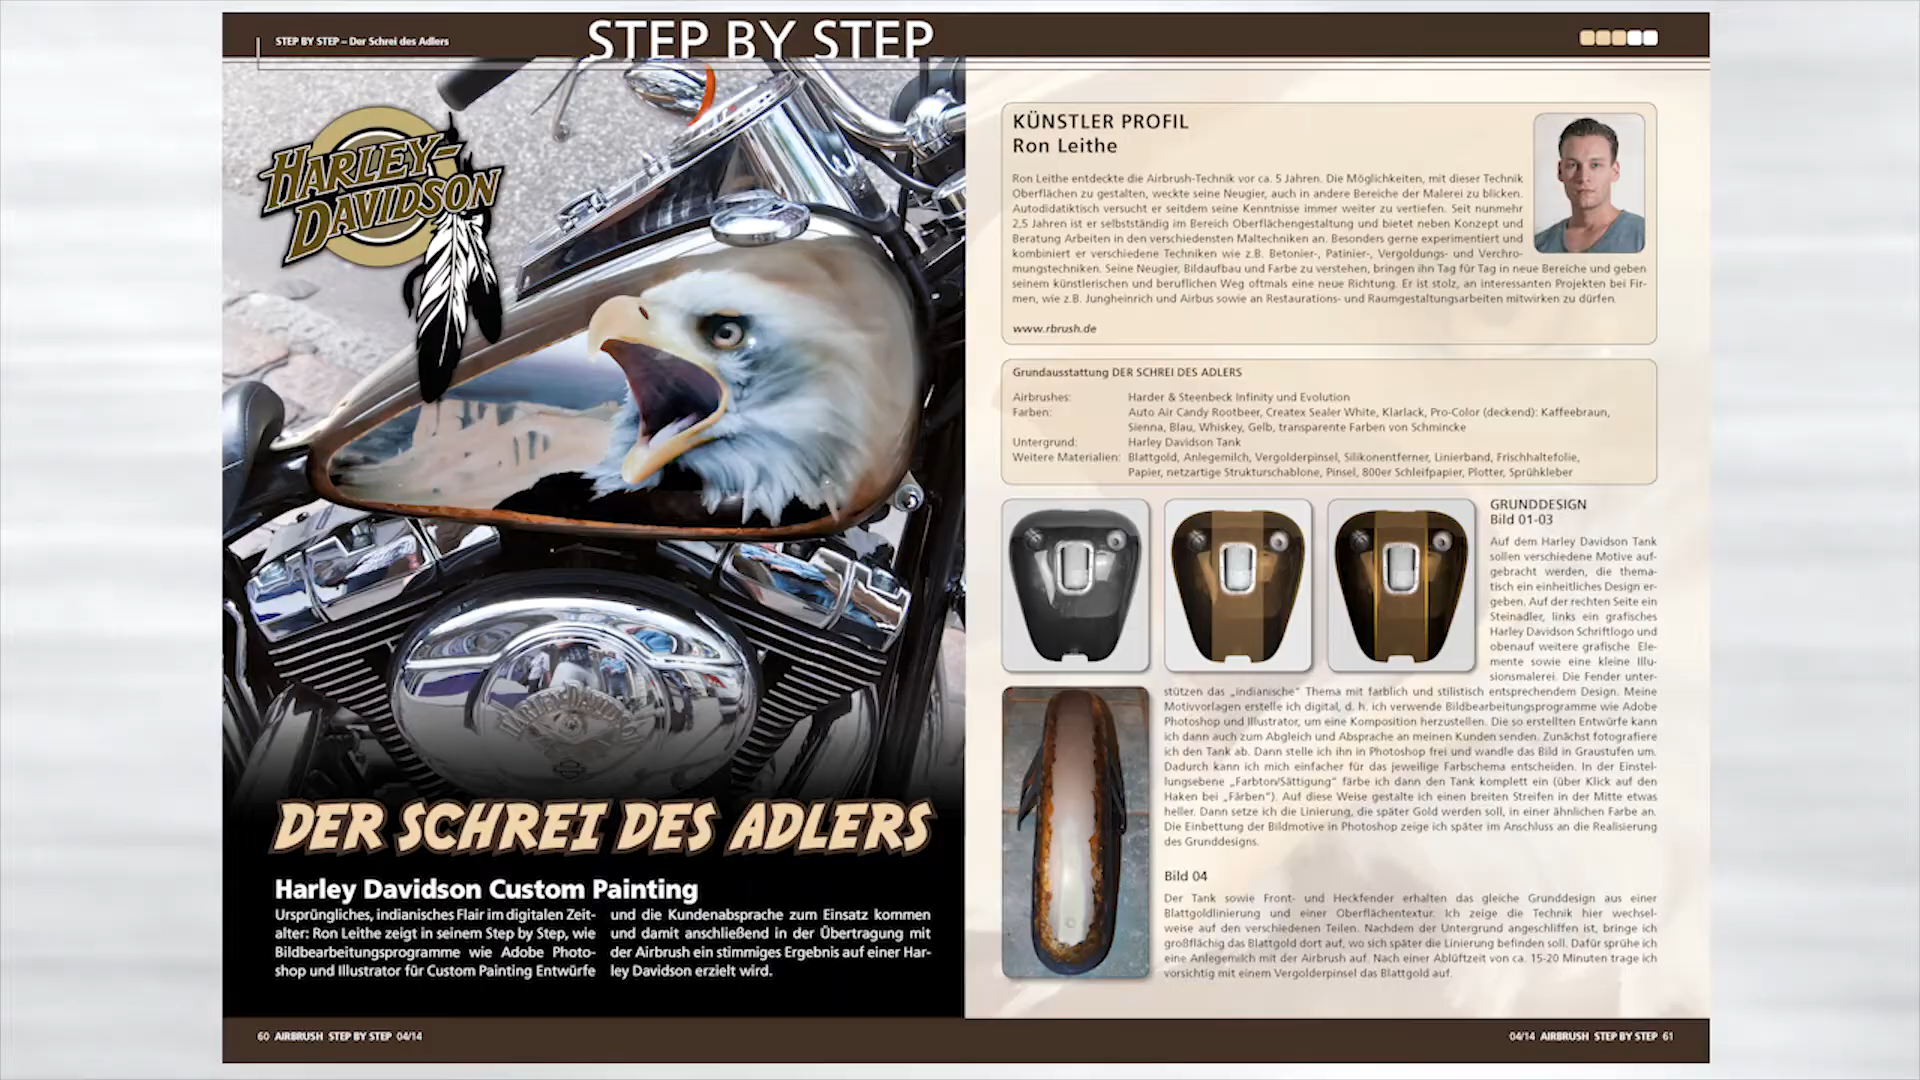 STEP BY STEP – Der Schrei des Adlers
STEP BY STEP
HARLEY-
DAVIDSON
HARLEY-DAVIDSON
DER SCHREI DES ADLERS
Harley Davidson Custom Painting
Ursprüngliches, indianisches Flair im digitalen Zeit-
alter: Ron Leithe zeigt in seinem Step by Step, wie
Bildbearbeitungsprogramme wie Adobe Photo-
shop und Illustrator für Custom Painting Entwürfe
und die Kundenabsprache zum Einsatz kommen
und damit anschließend in der Übertragung mit
der Airbrush ein stimmiges Ergebnis auf einer Har-
ley Davidson erzielt wird.
60 AIRBRUSH STEP BY STEP 04/14
KÜNSTLER PROFIL
Ron Leithe
Ron Leithe entdeckte die Airbrush-Technik vor ca. 5 Jahren. Die Möglichkeiten, mit dieser Technik
Oberflächen zu gestalten, weckte seine Neugier, auch in andere Bereiche der Malerei zu blicken.
Autodidaktisch versucht er seitdem seine Kenntnisse immer weiter zu vertiefen. Seit nunmehr
2,5 Jahren ist er selbstständig im Bereich Oberflächengestaltung und bietet neben Konzept und
Beratung Arbeiten in den verschiedensten Maltechniken an. Besonders gerne experimentiert und
kombiniert er verschiedene Techniken wie z.B. Betonier-, Patinier-, Vergoldungs- und Verchro-
mungstechniken. Seine Neugier, Bildaufbau und Farbe zu verstehen, bringen ihn Tag für Tag in neue Bereiche und geben
seinem künstlerischen und beruflichen Weg oftmals eine neue Richtung. Er ist stolz, an interessanten Projekten bei Fir-
men, wie z.B. Jungheinrich und Airbus sowie an Restaurations- und Raumgestaltungsarbeiten mitwirken zu dürfen.
www.rbrush.de
Grundausstattung DER SCHREI DES ADLERS
Airbrushes: Harder & Steenbeck Infinity und Evolution
Farben: Auto Air Candy Rootbeer, Createx Sealer White, Klarlack, Pro-Color (deckend): Kaffeebraun,
Sienna, Blau, Whiskey, Gelb, transparente Farben von Schmincke
Untergrund: Harley Davidson Tank
Weitere Materialien: Blattgold, Anlegemilch, Vergolderpinsel, Silikonentferner, Linierband, Frischhaltefolie,
Papier, netzartige Strukturschablone, Pinsel, 800er Schleifpapier, Plotter, Sprühkleber
GRUNDDESIGN
Bild 01-03
Auf dem Harley Davidson Tank
sollen verschiedene Motive auf-
gebracht werden, die thema-
tisch ein einheitliches Design er-
geben. Auf der rechten Seite ein
Steinadler, links ein grafisches
Harley Davidson Schriftlogo und
obenauf weitere grafische Ele-
mente sowie eine kleine Illu-
sionsmalerei. Die Fender unter-
stützen das „indianische“ Thema mit farblich und stilistisch entsprechendem Design. Meine
Motivvorlagen erstelle ich digital, d. h. ich verwende Bildbearbeitungsprogramme wie Adobe
Photoshop und Illustrator, um eine Komposition herzustellen. Die so erstellten Entwürfe kann
ich dann auch zum Abgleich und Absprache an meinen Kunden senden. Zunächst fotografiere
ich den Tank ab. Dann stelle ich ihn in Photoshop frei und wandle das Bild in Graustufen um.
Dadurch kann ich mich einfacher für das jeweilige Farbschema entscheiden. In der Einstel-
lungsebene „Farbton/Sättigung“ färbe ich dann den Tank komplett ein (über Klick auf den
Haken bei „Färben“). Auf diese Weise gestalte ich einen breiten Streifen in der Mitte etwas
heller. Dann setze ich die Linierung, die später Gold werden soll, in einer ähnlichen Farbe an.
Die Einbettung der Bildmotive in Photoshop zeige ich später im Anschluss an die Realisierung
des Grunddesigns.
Bild 04
Der Tank sowie Front- und Heckfender erhalten das gleiche Grunddesign aus einer
Blattgoldlinierung und einer Oberflächentextur. Ich zeige die Technik hier wechsel-
weise auf den verschiedenen Teilen. Nachdem der Untergrund angeschliffen ist, bringe ich
großflächig das Blattgold dort auf, wo sich später die Linierung befinden soll. Dafür sprühe ich
eine Anlegemilch mit der Airbrush auf. Nach einer Ablüftzeit von ca. 15-20 Minuten trage ich
vorsichtig mit einem Vergolderpinsel das Blattgold auf.
04/14 AIRBRUSH STEP BY STEP 61